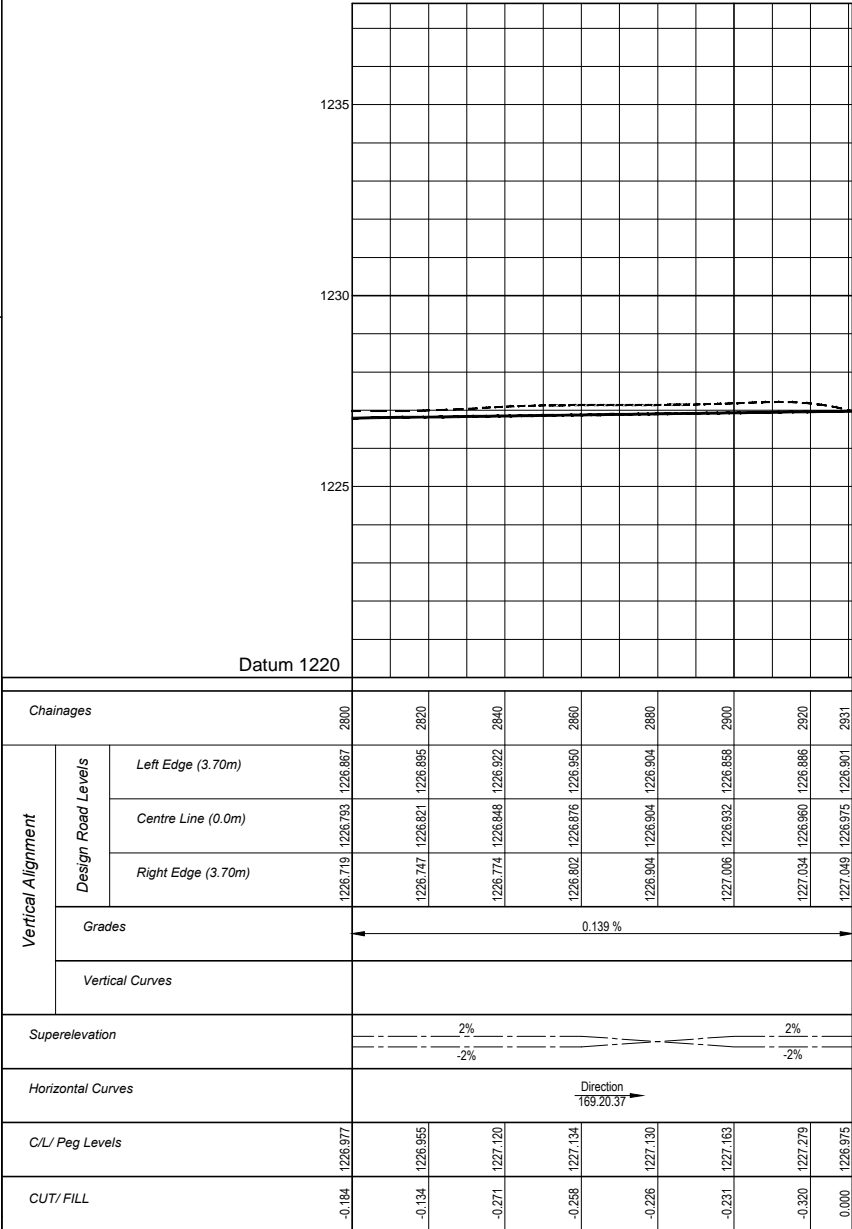 1235
1230
1225
Datum 1220
Chainages 2800 2820 2840 2860 2880 2900 2920 2931
Vertical Alignment
Design Road Levels
Left Edge (3.70m) 1226.867 1226.895 1226.922 1226.950 1226.904 1226.858 1226.886 1226.901
Centre Line (0.0m) 1226.793 1226.821 1226.848 1226.876 1226.904 1226.932 1226.960 1226.975
Right Edge (3.70m) 1226.719 1226.747 1226.774 1226.802 1226.904 1227.006 1227.034 1227.049
Grades 0.139 %
Vertical Curves
Superelevation 2% 2%
-2% -2%
Horizontal Curves Direction
169.20.37
C/L/ Peg Levels 1226.977 1226.955 1227.120 1227.134 1227.130 1227.163 1227.279 1226.975
CUT/ FILL -0.184 -0.134 -0.271 -0.258 -0.226 -0.231 -0.320 0.000